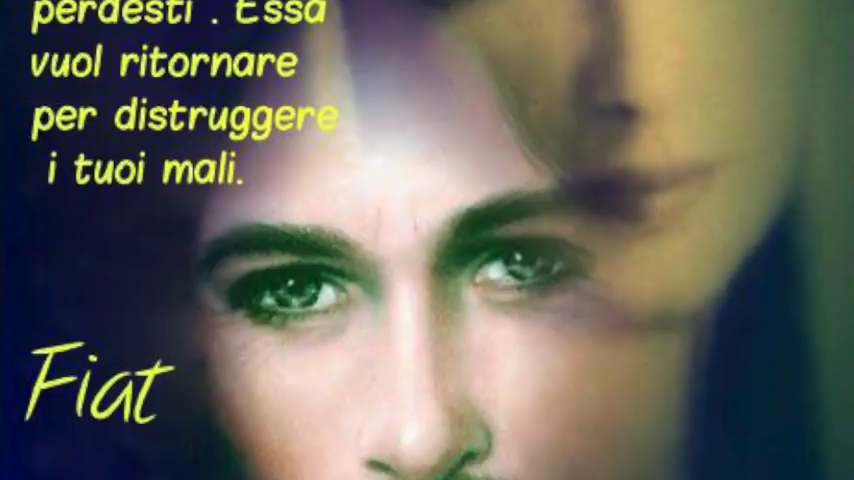 perdesti . Essa
vuol ritornare
per distruggere
i tuoi mali.
Fiat